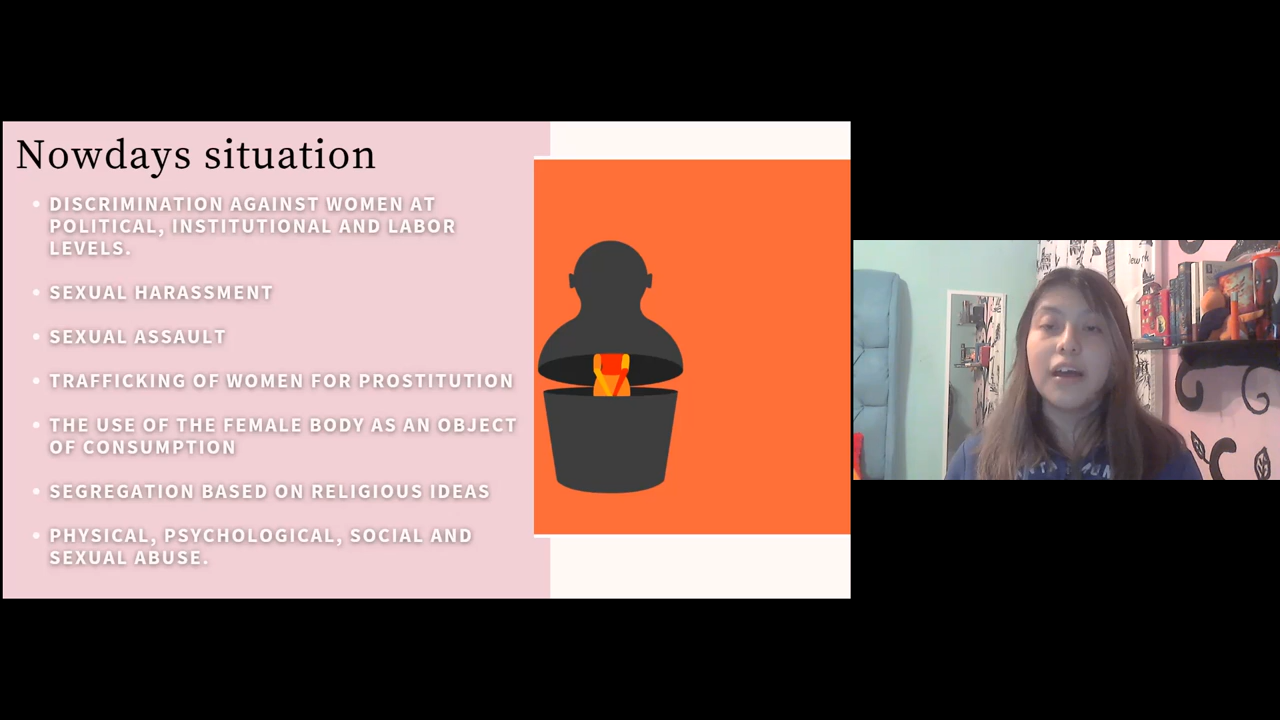 Nowdays situation
• DISCRIMINATION AGAINST WOMEN AT
POLITICAL, INSTITUTIONAL AND LABOR
LEVELS.
• SEXUAL HARASSMENT
• SEXUAL ASSAULT
• TRAFFICKING OF WOMEN FOR PROSTITUTION
• THE USE OF THE FEMALE BODY AS AN OBJECT
OF CONSUMPTION
• SEGREGATION BASED ON RELIGIOUS IDEAS
• PHYSICAL, PSYCHOLOGICAL, SOCIAL AND
SEXUAL ABUSE.